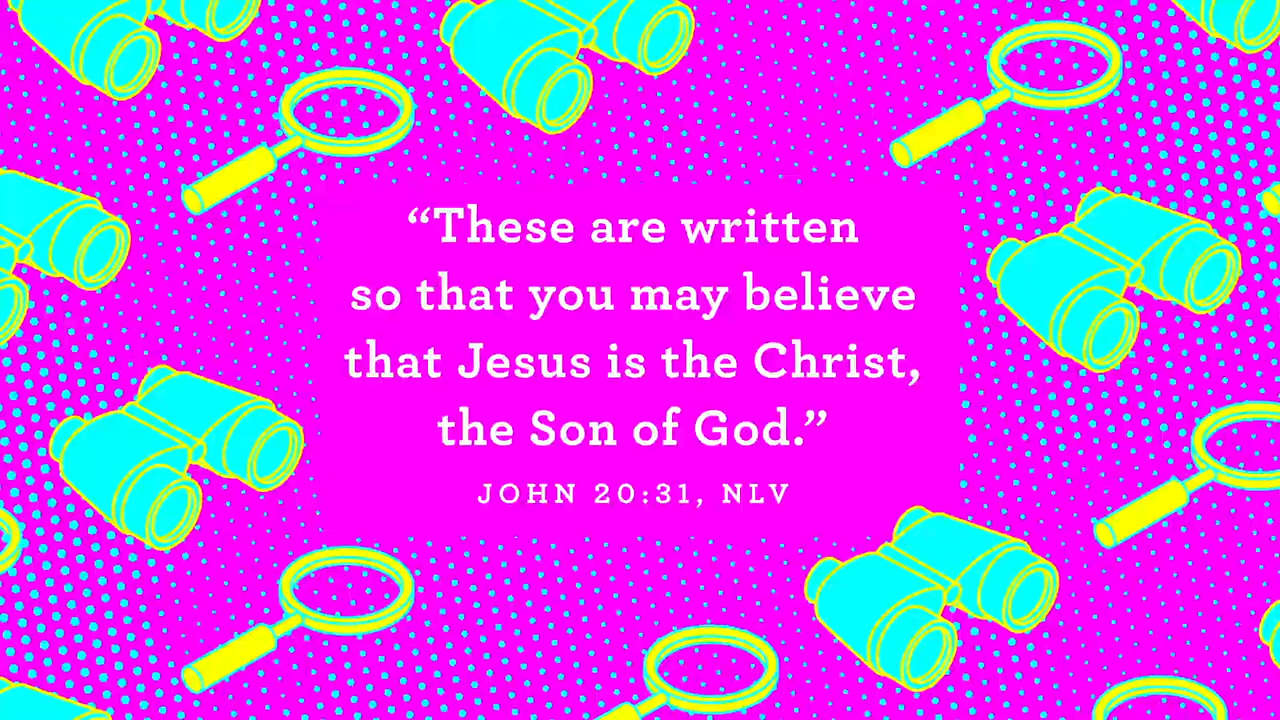 “These are written
so that you may believe
that Jesus is the Christ,
the Son of God.”
JOHN 20:31, NLV